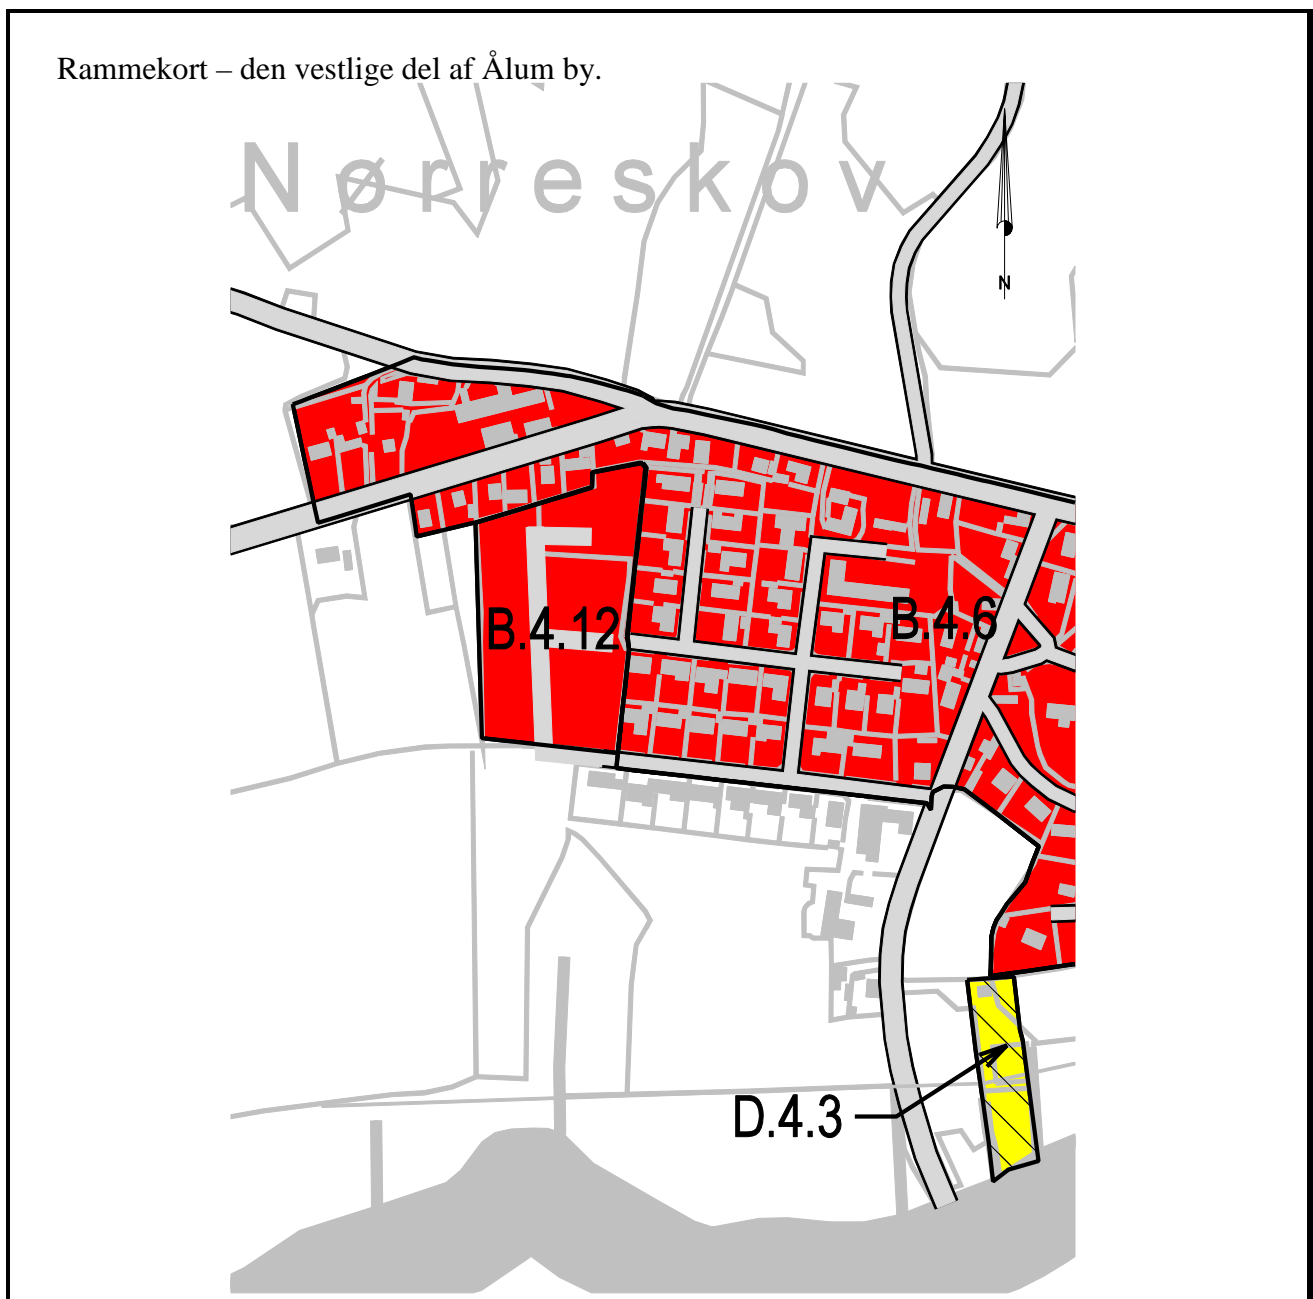 Rammekort – den vestlige del af Ålum by.
Nørreskov
N
B.4.12
B.4.6
D.4.3